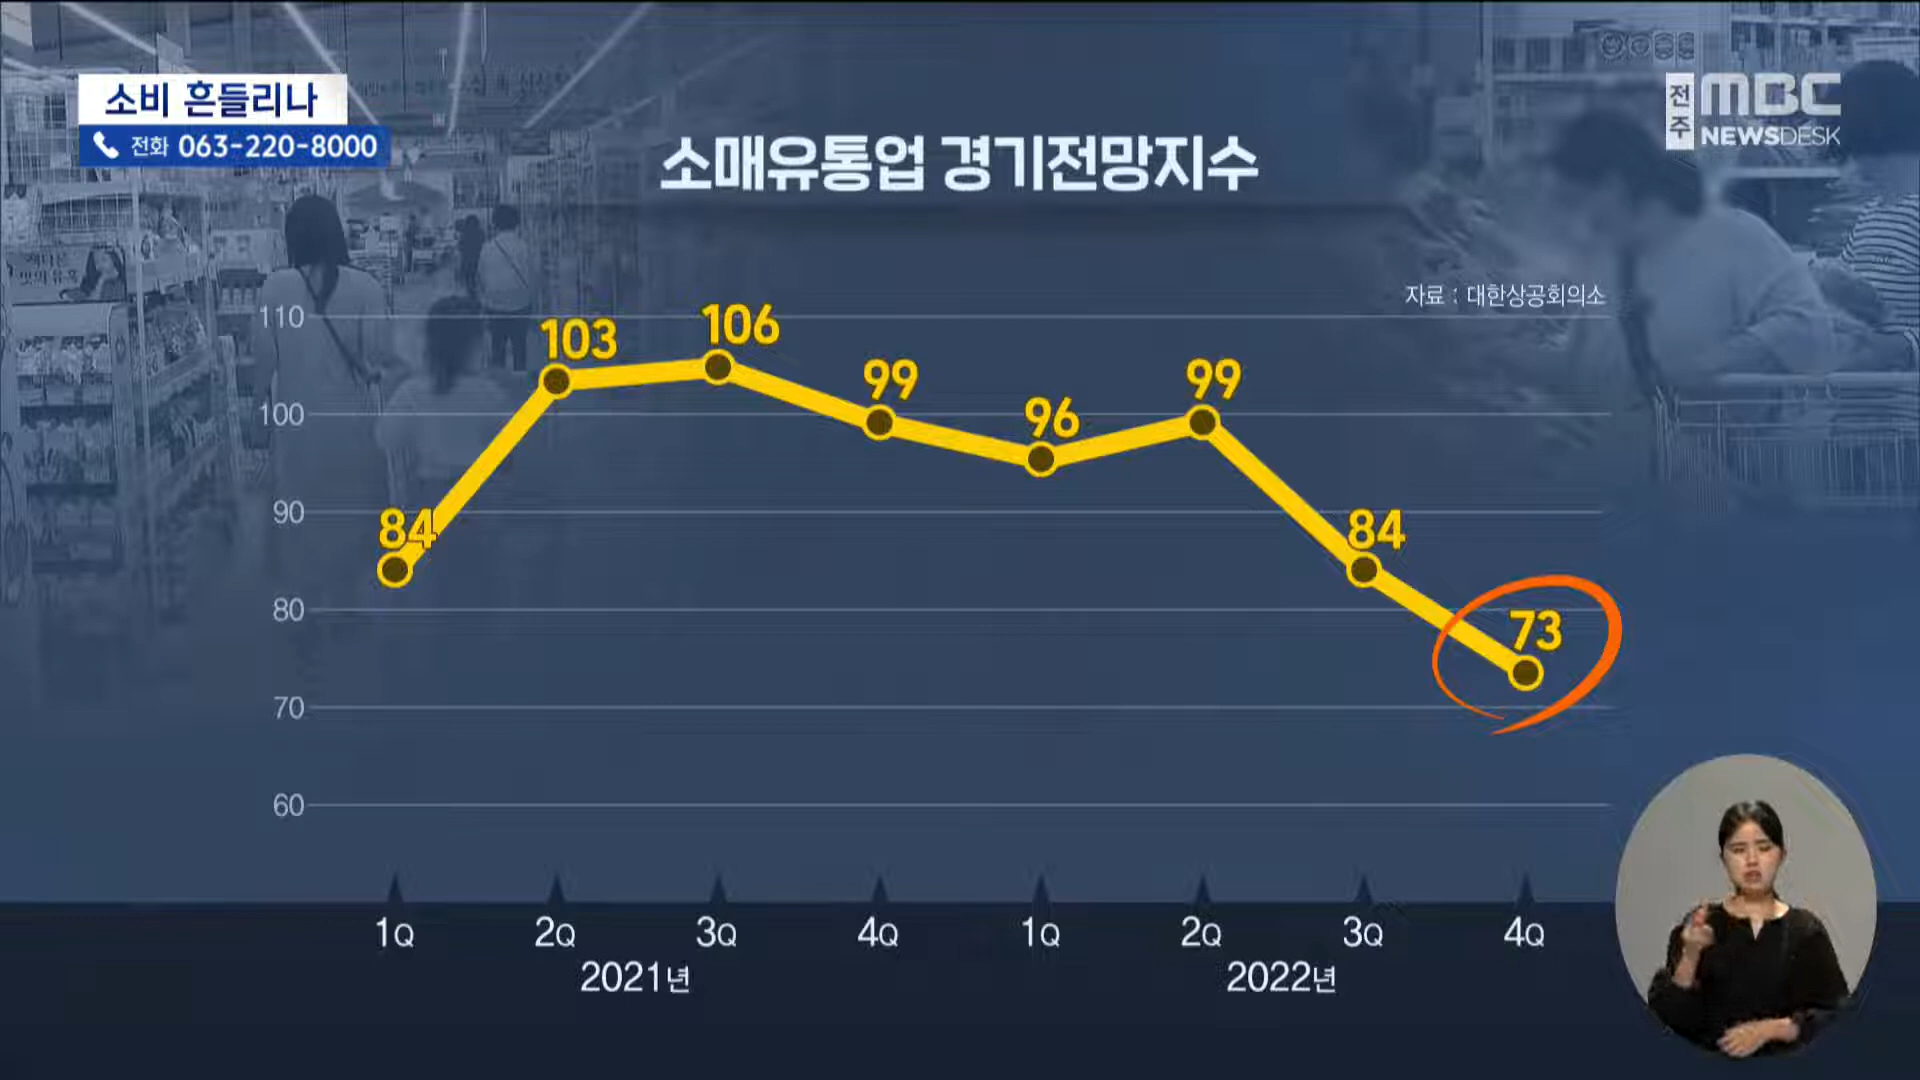 소비 흔들리나
전화 063-220-8000
전주 MBC
NEWSDESK
소매유통업 경기전망지수
자료 : 대한상공회의소
110
100
90
80
70
60
84
103
106
99
96
99
84
73
1Q 2Q 3Q 4Q 1Q 2Q 3Q 4Q
2021년 2022년